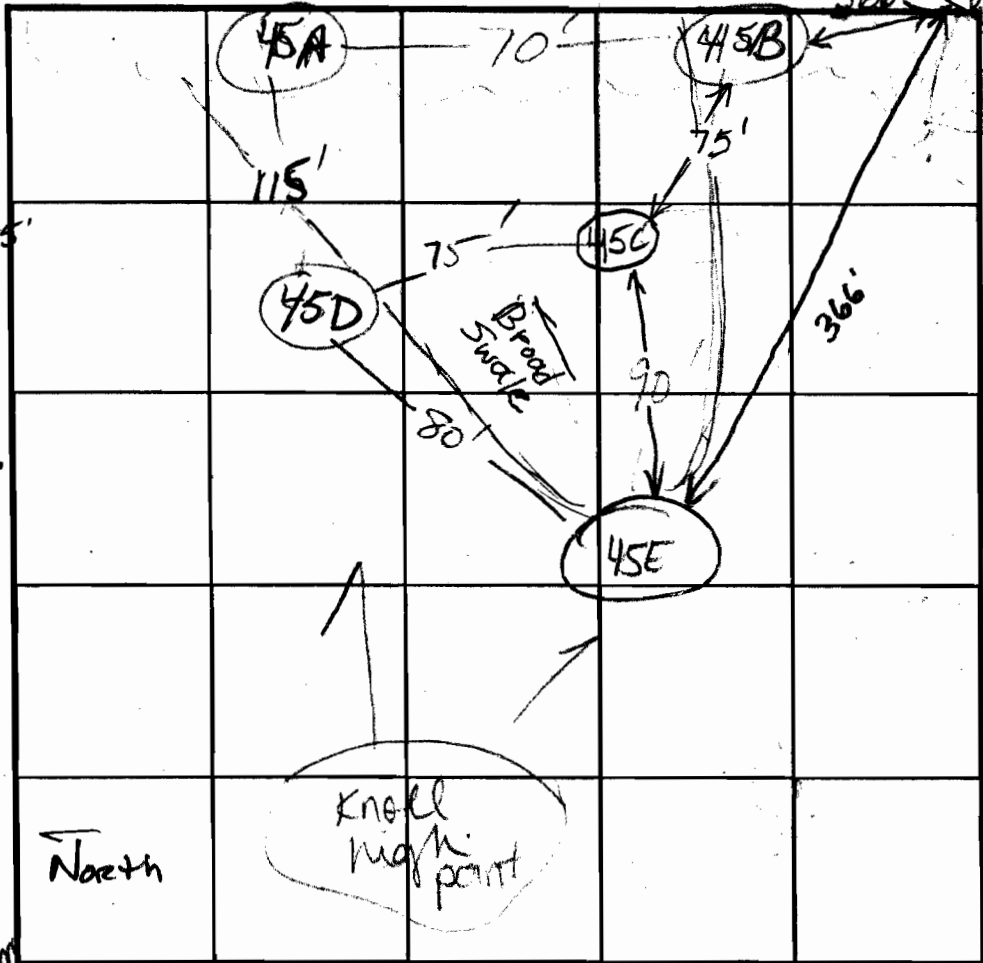 45A
70'
45B
75'
115'
45C
75'
45D
Broad
Swale
366'
90
80
45E
Knoll
high
point
North